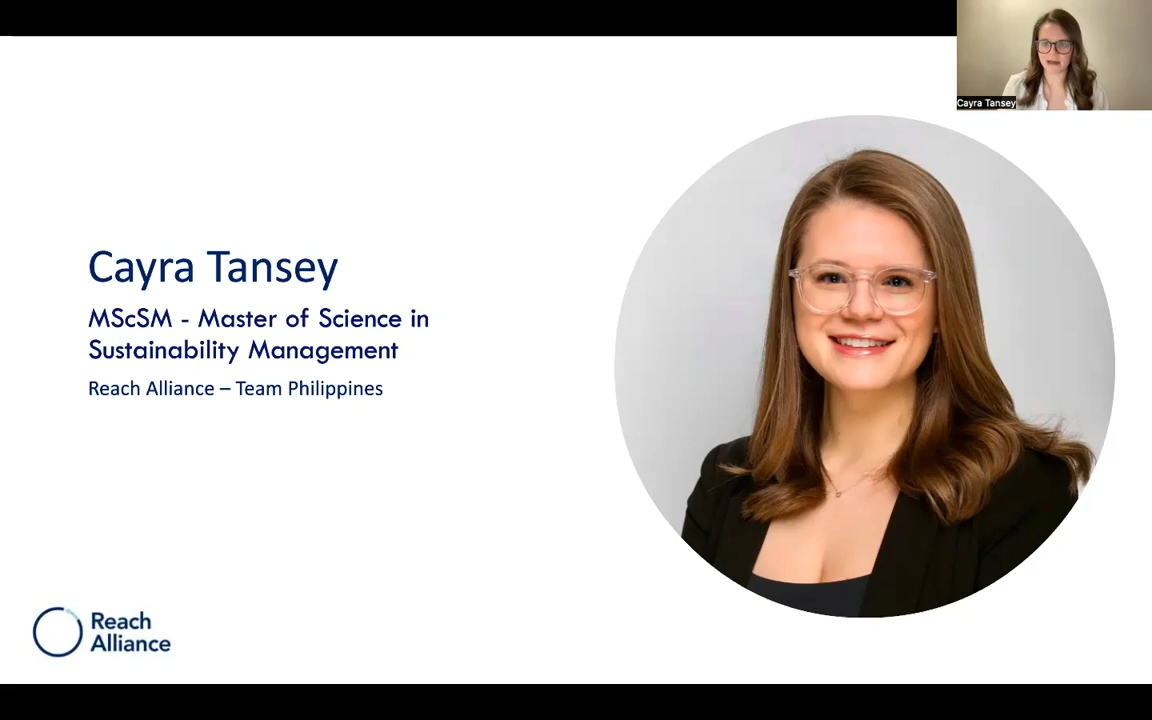 Cayra Tansey
Cayra Tansey
MScSM - Master of Science in
Sustainability Management
Reach Alliance – Team Philippines
Reach
Alliance